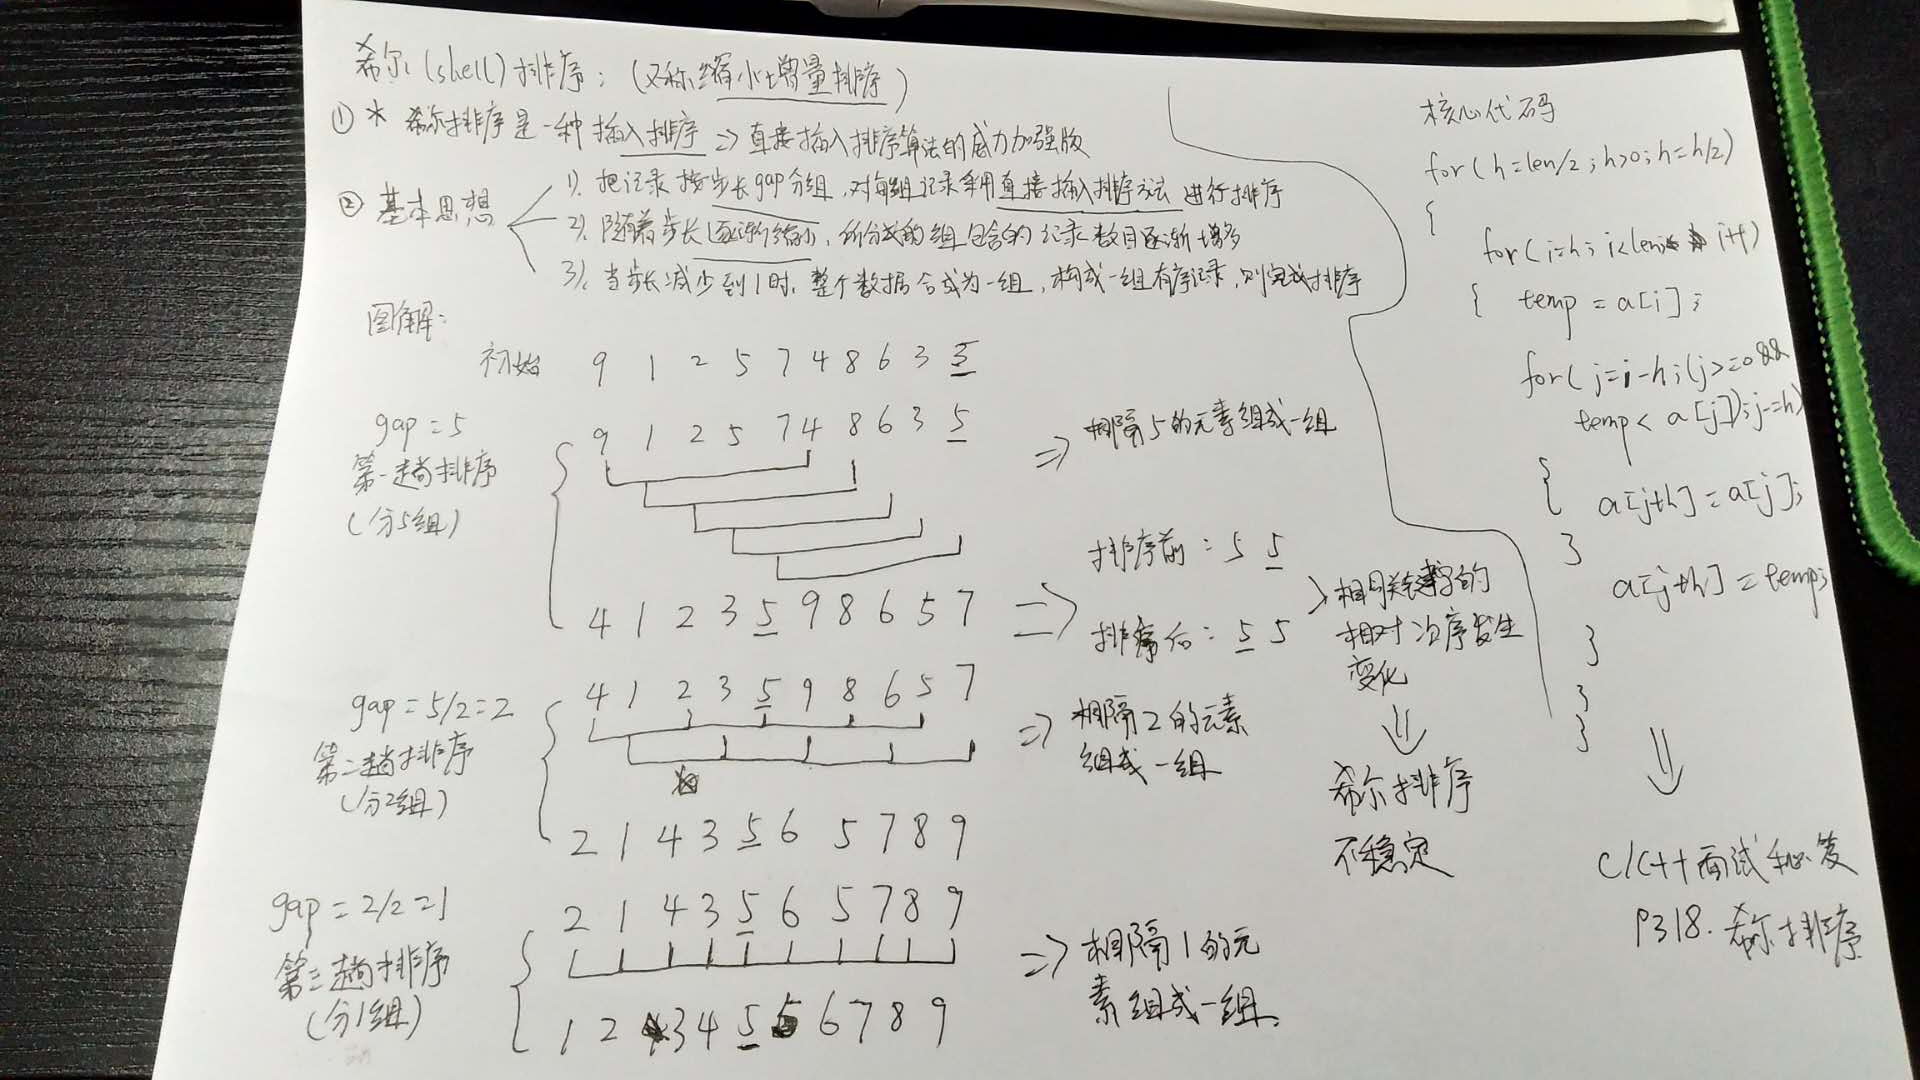 希尔(shell)排序：(又称缩小增量排序)
① * 希尔排序是一种插入排序 => 直接插入排序算法的威力加强版
② 基本思想
1). 把记录按步长gap分组，对每组记录采用直接插入排序方法进行排序
2). 随着步长逐渐缩小，所分成的组包含的记录数目逐渐增多
3). 当步长减少到1时，整个数据合成为一组，构成一组有序记录，则完成排序
图解：
初始 9 1 2 5 7 4 8 6 3 5
gap = 5
第一趟排序
(分5组)
9 1 2 5 7 4 8 6 3 5
=> 相隔5的元素组成一组
4 1 2 3 5 9 8 6 5 7
=> 排序前：5 5
排序后：5 5
相同关键字的
相对次序发生
变化
⇓
希尔排序
不稳定
gap = 5/2 = 2
第二趟排序
(分2组)
4 1 2 3 5 9 8 6 5 7
=> 相隔2的元素
组成一组
2 1 4 3 5 6 5 7 8 9
gap = 2/2 = 1
第三趟排序
(分1组)
2 1 4 3 5 6 5 7 8 9
=> 相隔1的元
素组成一组.
1 2 3 4 5 5 6 7 8 9
核心代码
for(h=len/2;h>0;h=h/2)
{
for(i=h;i<len;i++)
{ temp = a[i];
for(j=i-h;(j>=0&&
temp< a[j]);j-=h)
{ a[j+h]=a[j];
}
a[j+h]=temp;
}
}
}
⇓
C/C++面试秘笈
P318.希尔排序